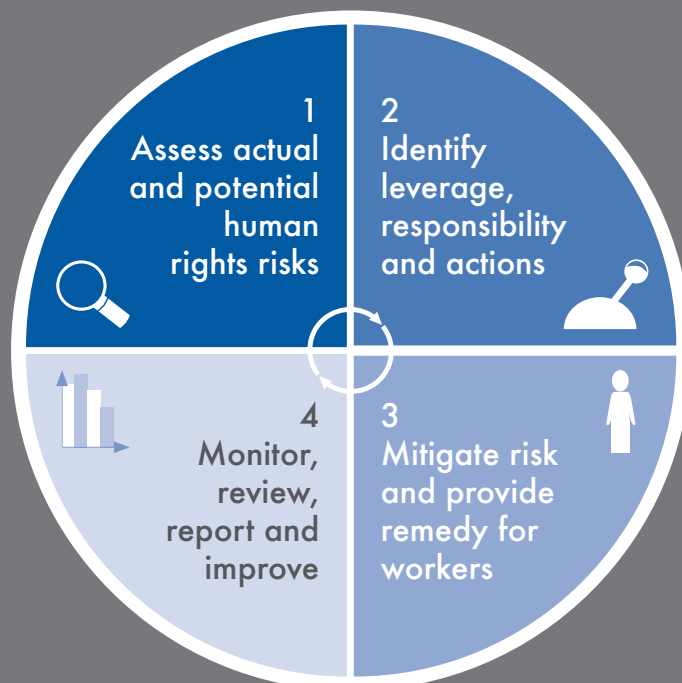 1
Assess actual
and potential
human
rights risks
2
Identify
leverage,
responsibility
and actions
3
Mitigate risk
and provide
remedy for
workers
4
Monitor,
review,
report and
improve